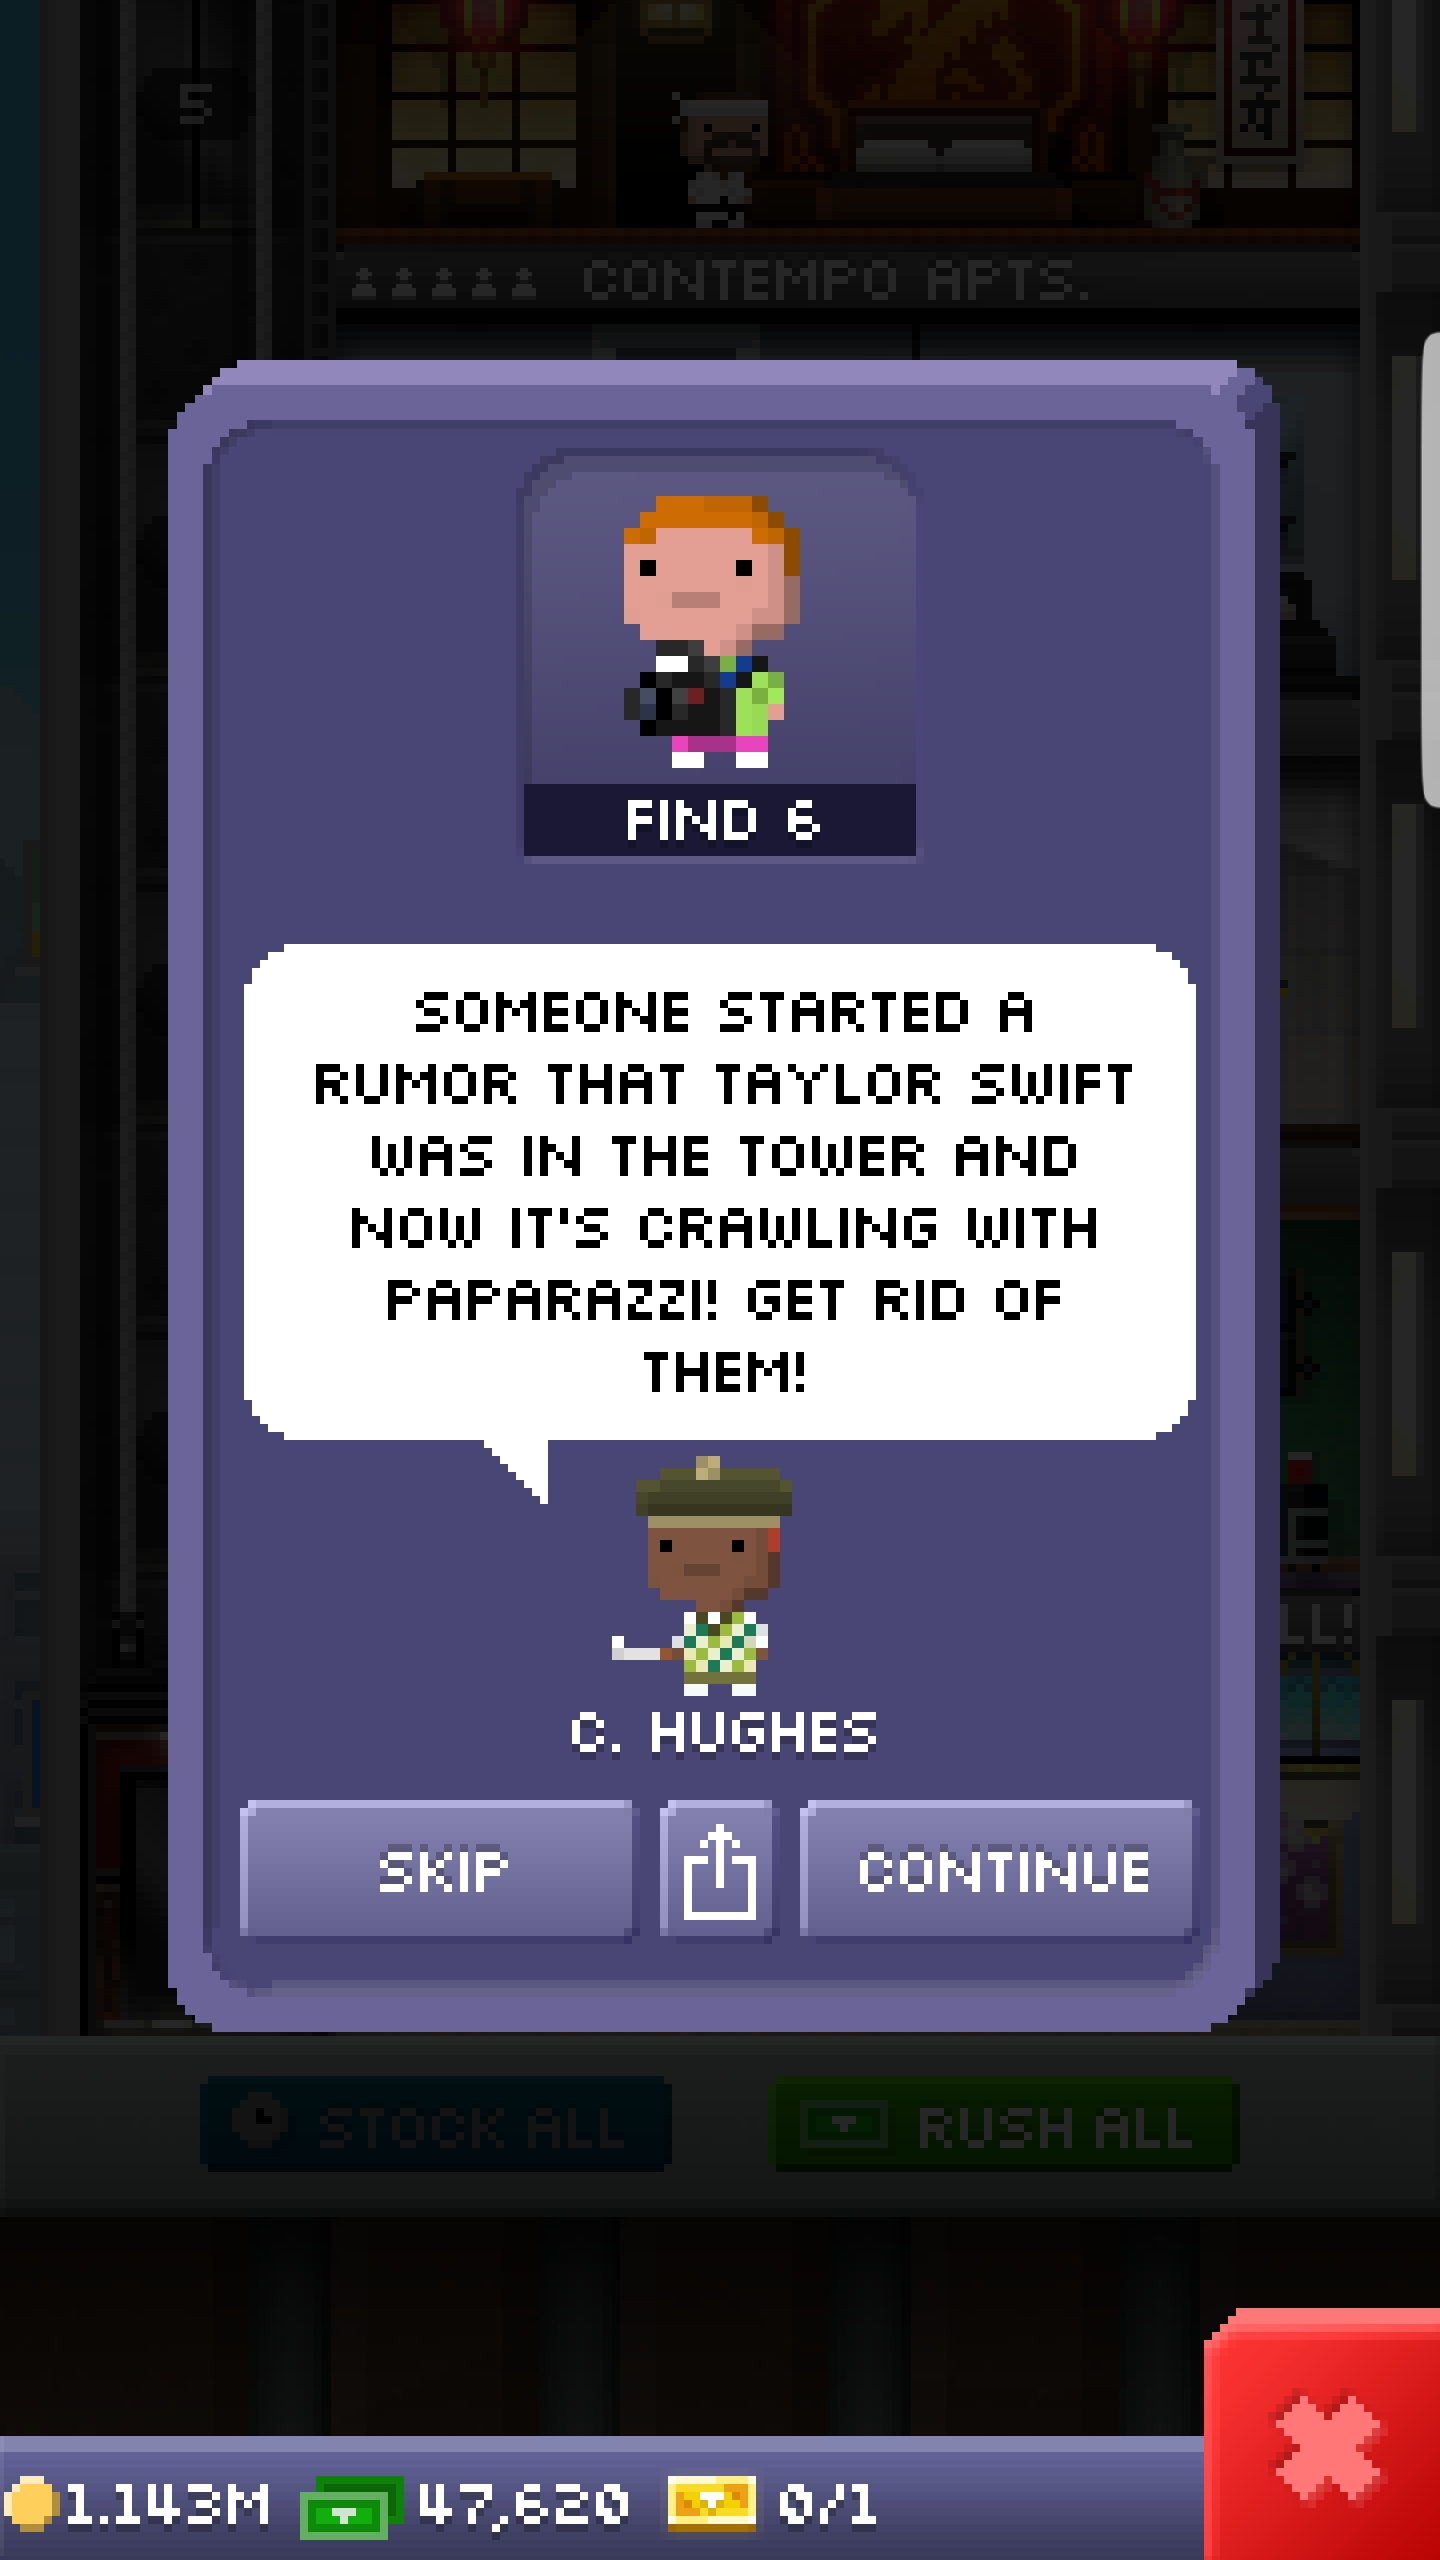 5
CONTEMPO APTS.
FIND 6
SOMEONE STARTED A
RUMOR THAT TAYLOR SWIFT
WAS IN THE TOWER AND
NOW IT'S CRAWLING WITH
PAPARAZZI! GET RID OF
THEM!
LL!
C. HUGHES
SKIP
CONTINUE
STOCK ALL
RUSH ALL
1.143M
47,620
0/1